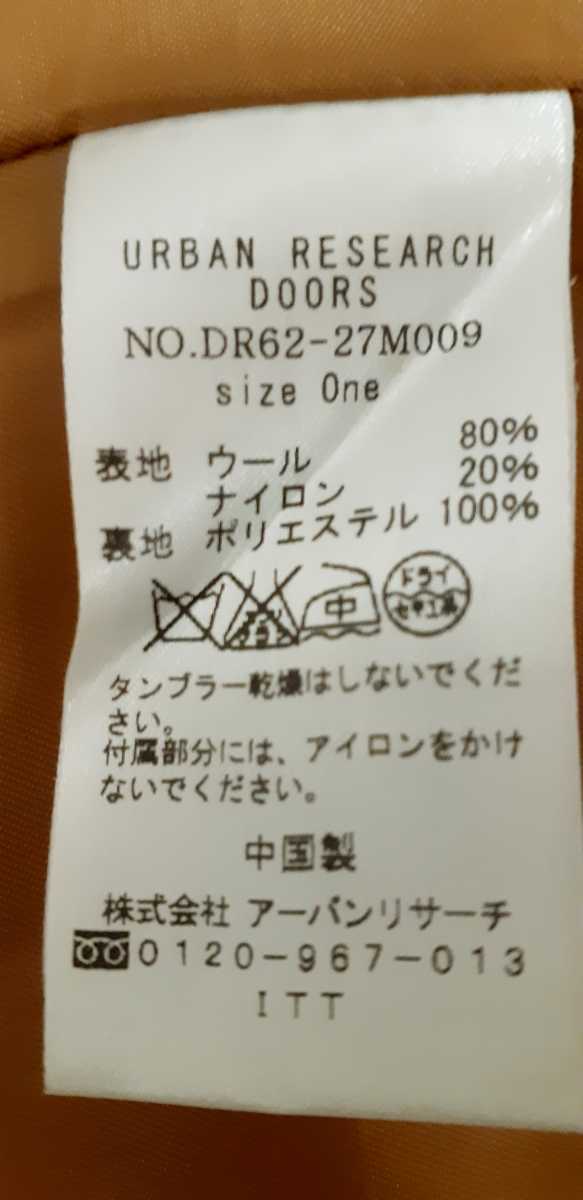 URBAN RESEARCH
DOORS
NO.DR62-27M009
size One
表地 ウール 80%
ナイロン 20%
裏地 ポリエステル 100%
中 ドライ
セキユ系
タンブラー乾燥はしないでくだ
さい。
付属部分には、アイロンをかけ
ないでください。
中国製
株式会社 アーバンリサーチ
0120-967-013
ITT